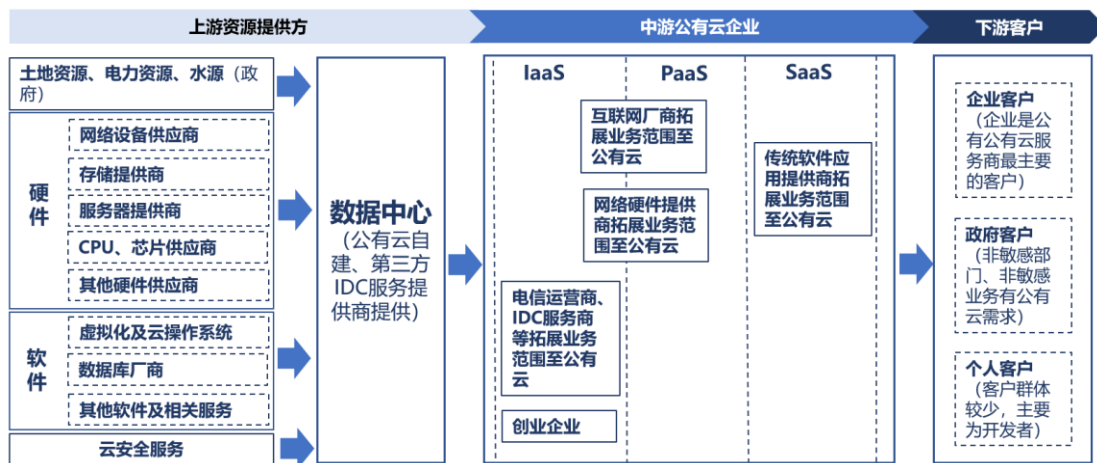 上游资源提供方
中游公有云企业
下游客户
土地资源、电力资源、水源（政
府）
硬
件
网络设备供应商
存储提供商
服务器提供商
CPU、芯片供应商
其他硬件供应商
软
件
虚拟化及云操作系统
数据库厂商
其他软件及相关服务
云安全服务
数据中心
（公有云自
建、第三方
IDC服务提
供商提供）
IaaS
PaaS
SaaS
互联网厂商拓
展业务范围至
公有云
网络硬件提供
商拓展业务范
围至公有云
电信运营商、
IDC服务商
等拓展业务
范围至公有
云
创业企业
传统软件应
用提供商拓
展业务范围
至公有云
企业客户
（企业是公
有公有云服
务商最主要
的客户）
政府客户
（非敏感部
门、非敏感
业务有公有
云需求）
个人客户
（客户群体
较少，主要
为开发者）